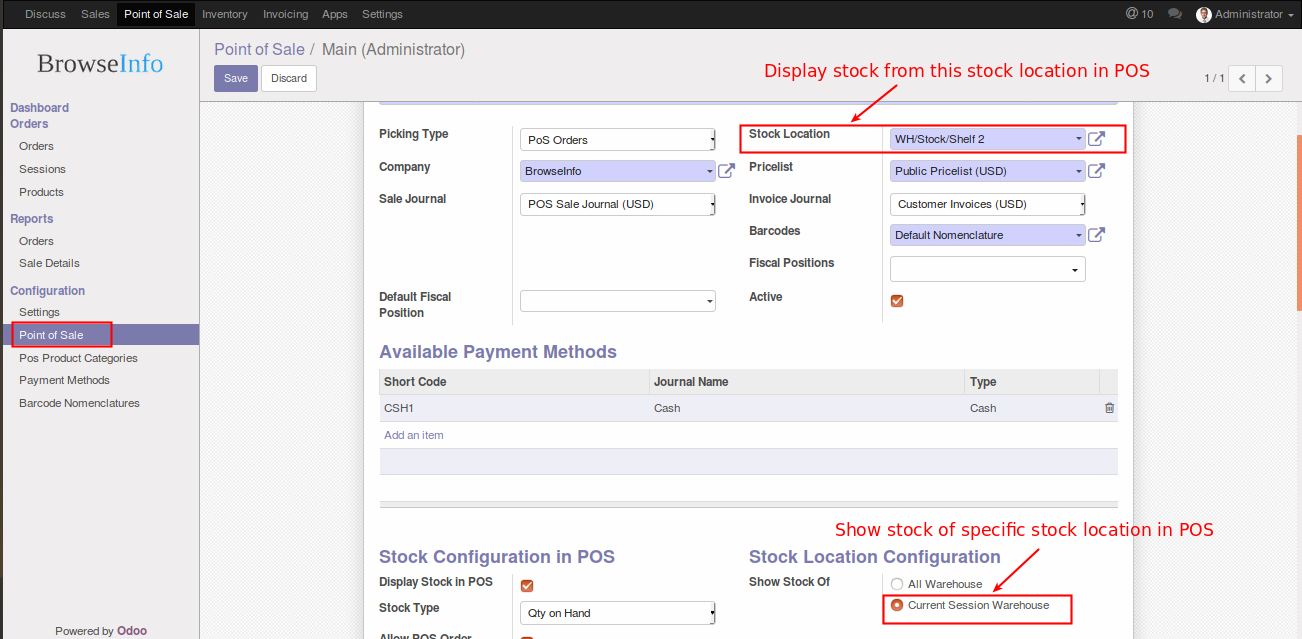 Discuss Sales Point of Sale Inventory Invoicing Apps Settings @ 10 Administrator
BrowseInfo
Point of Sale / Main (Administrator)
Save Discard
Display stock from this stock location in POS
1 / 1
Dashboard
Orders
Orders
Sessions
Products
Reports
Orders
Sale Details
Configuration
Settings
Point of Sale
Pos Product Categories
Payment Methods
Barcode Nomenclatures
Powered by Odoo
Picking Type PoS Orders Stock Location WH/Stock/Shelf 2
Company BrowseInfo Pricelist Public Pricelist (USD)
Sale Journal POS Sale Journal (USD) Invoice Journal Customer Invoices (USD)
Barcodes Default Nomenclature
Fiscal Positions
Default Fiscal Active
Position
Available Payment Methods
Short Code Journal Name Type
CSH1 Cash Cash
Add an item
Show stock of specific stock location in POS
Stock Configuration in POS Stock Location Configuration
Display Stock in POS Show Stock Of All Warehouse
Stock Type Qty on Hand Current Session Warehouse
Allow POS Order